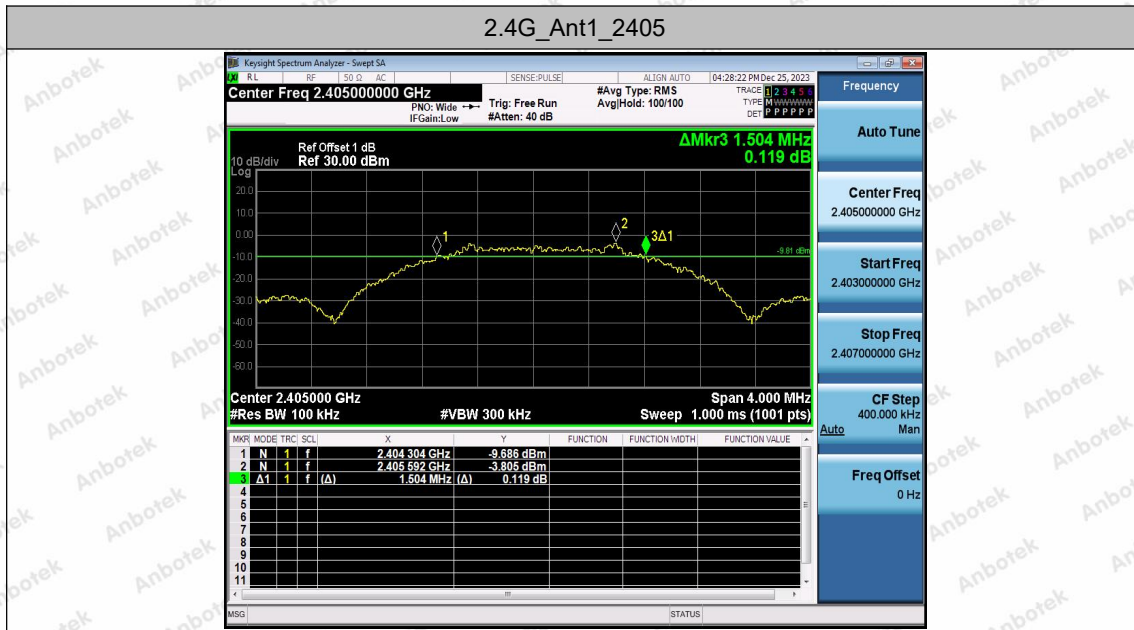 2.4G_Ant1_2405
Keysight Spectrum Analyzer - Swept SA
RL RF 50 Ω AC SENSE:PULSE ALIGN AUTO 04:28:22 PM Dec 25, 2023
Center Freq 2.405000000 GHz
PNO: Wide
IFGain:Low
Trig: Free Run
#Atten: 40 dB
#Avg Type: RMS
Avg|Hold: 100/100
TRACE 1 2 3 4 5 6
TYPE M WWWWW
DET P P P P P P
Frequency
Auto Tune
Center Freq
2.405000000 GHz
Start Freq
2.403000000 GHz
Stop Freq
2.407000000 GHz
CF Step
400.000 kHz
Auto Man
Freq Offset
0 Hz
Ref Offset 1 dB
10 dB/div Ref 30.00 dBm
Log
ΔMkr3 1.504 MHz
0.119 dB
20.0
10.0
0.00
-10.0
-20.0
-30.0
-40.0
-50.0
-60.0
1
2
3Δ1
-9.81 dBm
Center 2.405000 GHz Span 4.000 MHz
#Res BW 100 kHz #VBW 300 kHz Sweep 1.000 ms (1001 pts)
MKR MODE TRC SCL X Y FUNCTION FUNCTION WIDTH FUNCTION VALUE
1 N 1 f 2.404 304 GHz -9.686 dBm
2 N 1 f 2.405 592 GHz -3.805 dBm
3 Δ1 1 f (Δ) 1.504 MHz (Δ) 0.119 dB
4
5
6
7
8
9
10
11
MSG STATUS
Anbotek